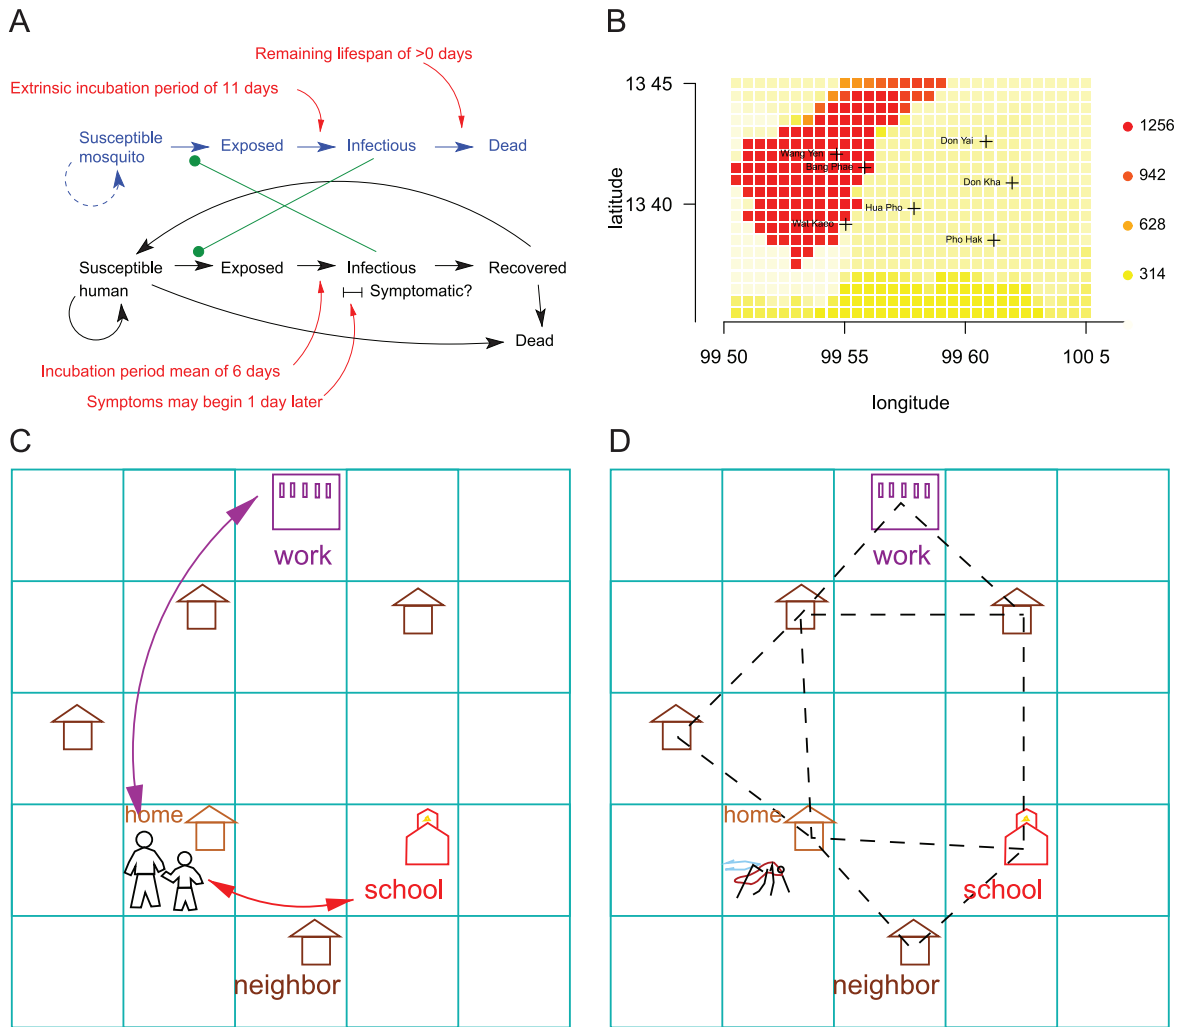 A
Remaining lifespan of >0 days
Extrinsic incubation period of 11 days
Susceptible
mosquito
Exposed
Infectious
Dead
Susceptible
human
Exposed
Infectious
Recovered
Symptomatic?
Dead
Incubation period mean of 6 days
Symptoms may begin 1 day later
B
13 45
13 40
latitude
Don Yai
Wang Yen
Bang Phae
Don Kha
Hua Pho
Wat Kaeo
Pho Hak
1256
942
628
314
99 50
99 55
99 60
100 5
longitude
C
work
home
school
neighbor
D
work
home
school
neighbor